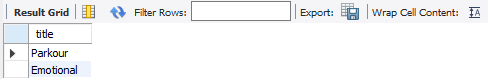 Result Grid Filter Rows: Export: Wrap Cell Content:
title
Parkour
Emotional